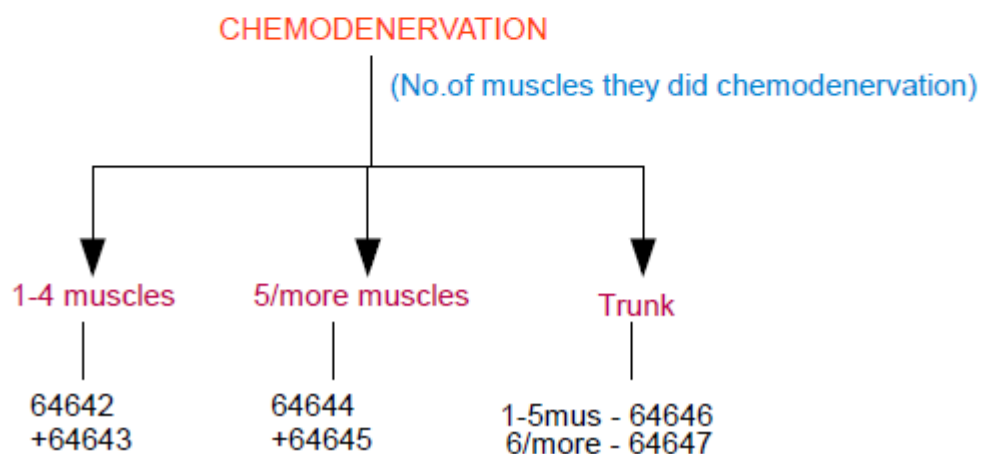 CHEMODENERVATION
(No.of muscles they did chemodenervation)
1-4 muscles
64642
+64643
5/more muscles
64644
+64645
Trunk
1-5mus - 64646
6/more - 64647